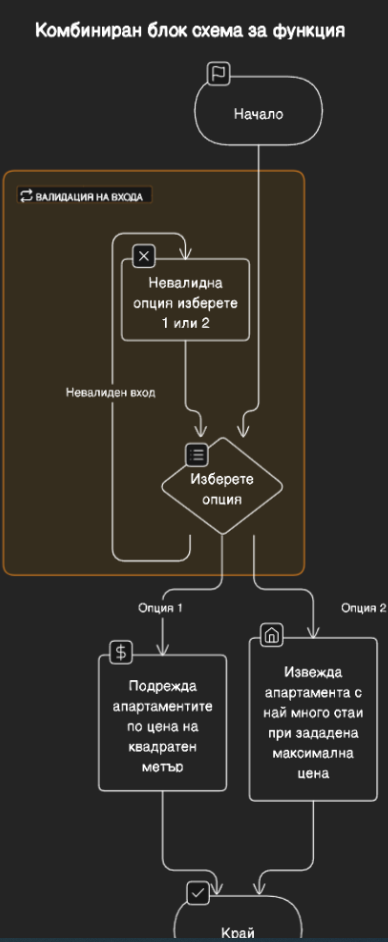 Комбиниран блок схема за функция
Начало
ВАЛИДАЦИЯ НА ВХОДА
Невалидна
опция изберете
1 или 2
Невалиден вход
Изберете
опция
Опция 1
Опция 2
Подрежда
апартаментите
по цена на
квадратен
метър
Извежда
апартамента с
най много стаи
при зададена
максимална
цена
Край